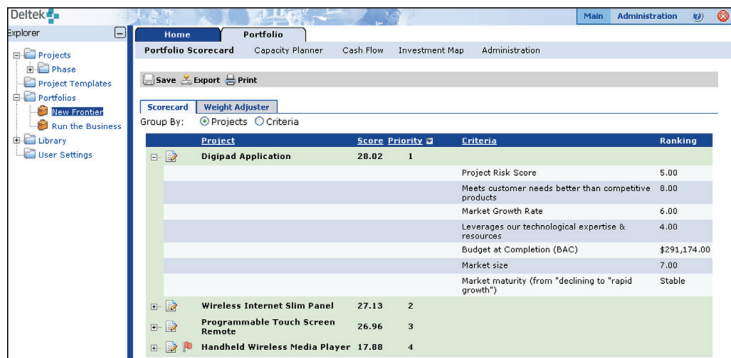 Deltek
Main Administration
Explorer
Home Portfolio
Portfolio Scorecard Capacity Planner Cash Flow Investment Map Administration
Projects
Phase
Project Templates
Portfolios
New Frontier
Run the Business
Library
User Settings
Save Export Print
Scorecard Weight Adjuster
Group By: Projects Criteria
Project Score Priority Criteria Ranking
Digipad Application 28.02 1
Project Risk Score 5.00
Meets customer needs better than competitive 8.00
products
Market Growth Rate 6.00
Leverages our technological expertise & 4.00
resources
Budget at Completion (BAC) $291,174.00
Market size 7.00
Market maturity (from "declining to "rapid Stable
growth")
Wireless Internet Slim Panel 27.13 2
Programmable Touch Screen 26.96 3
Remote
Handheld Wireless Media Player 17.88 4